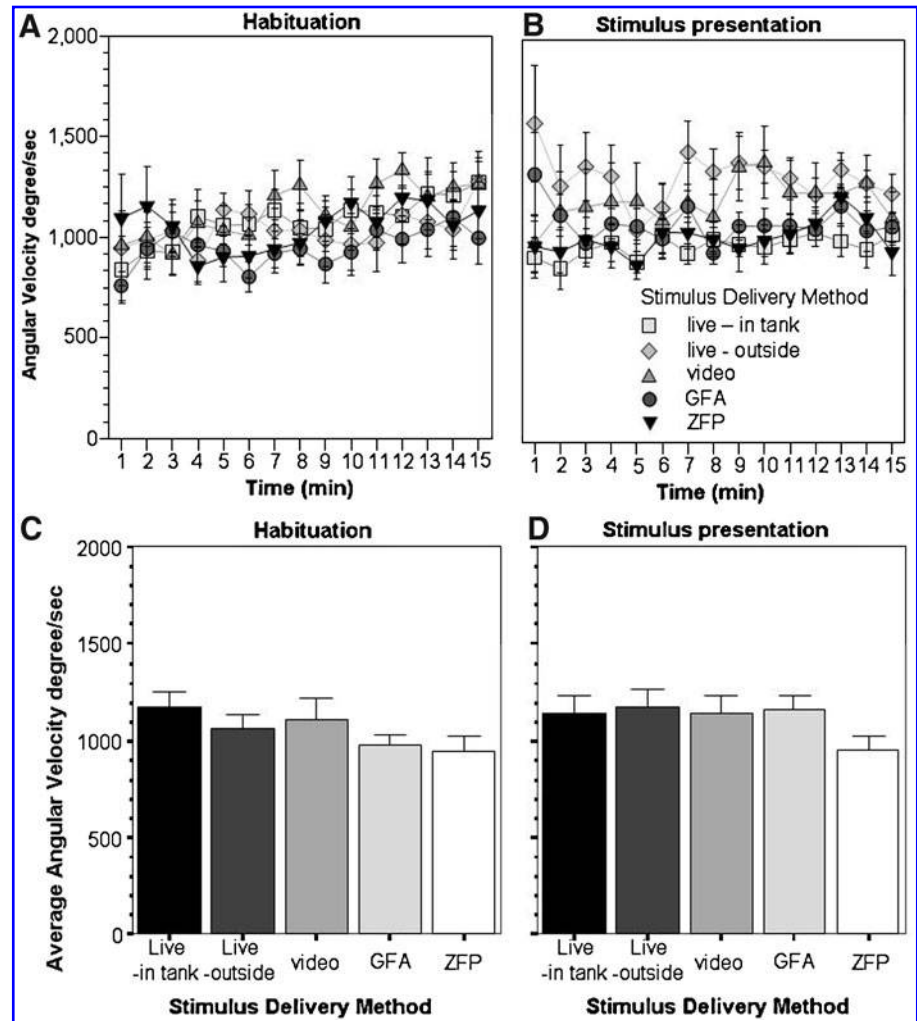 A
Habituation
2,000
1,500
1,000
500
0
Angular Velocity degree/sec
1 2 3 4 5 6 7 8 9 10 11 12 13 14 15
Time (min)
B
Stimulus presentation
Stimulus Delivery Method
live – in tank
live - outside
video
GFA
ZFP
1 2 3 4 5 6 7 8 9 10 11 12 13 14 15
Time (min)
C
Habituation
2000
1500
1000
500
0
Average Angular Velocity degree/sec
Live Live
-in tank -outside video GFA ZFP
Stimulus Delivery Method
D
Stimulus presentation
Live Live
-in tank -outside video GFA ZFP
Stimulus Delivery Method